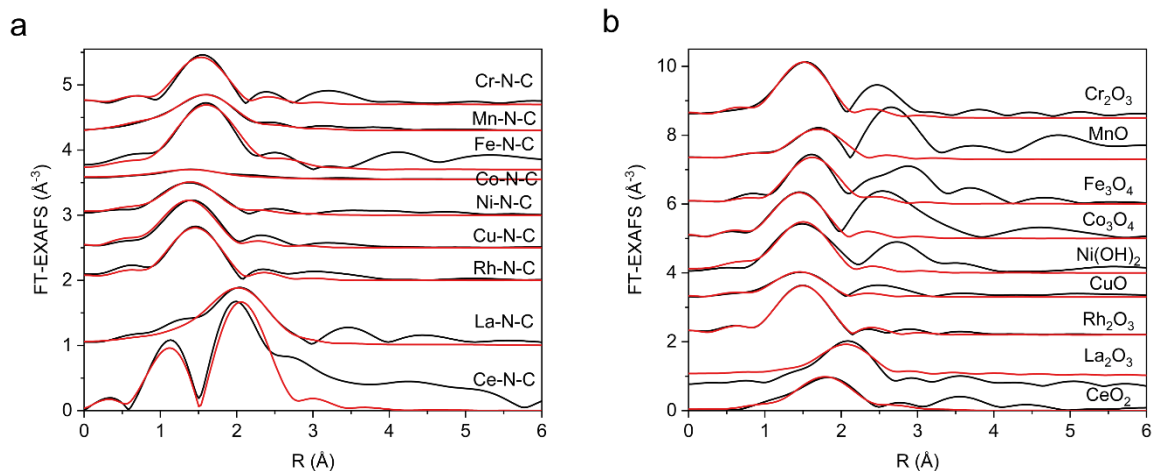 a
FT-EXAFS (Å⁻³)
5
4
3
2
1
0
Cr-N-C
Mn-N-C
Fe-N-C
Co-N-C
Ni-N-C
Cu-N-C
Rh-N-C
La-N-C
Ce-N-C
0 1 2 3 4 5 6
R (Å)
b
FT-EXAFS (Å⁻³)
10
8
6
4
2
0
Cr₂O₃
MnO
Fe₃O₄
Co₃O₄
Ni(OH)₂
CuO
Rh₂O₃
La₂O₃
CeO₂
0 1 2 3 4 5 6
R (Å)